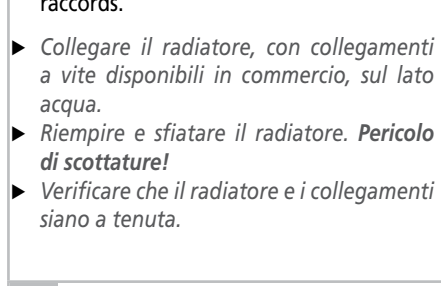 raccords.
▶ Collegare il radiatore, con collegamenti
a vite disponibili in commercio, sul lato
acqua.
▶ Riempire e sfiatare il radiatore. Pericolo
di scottature!
▶ Verificare che il radiatore e i collegamenti
siano a tenuta.